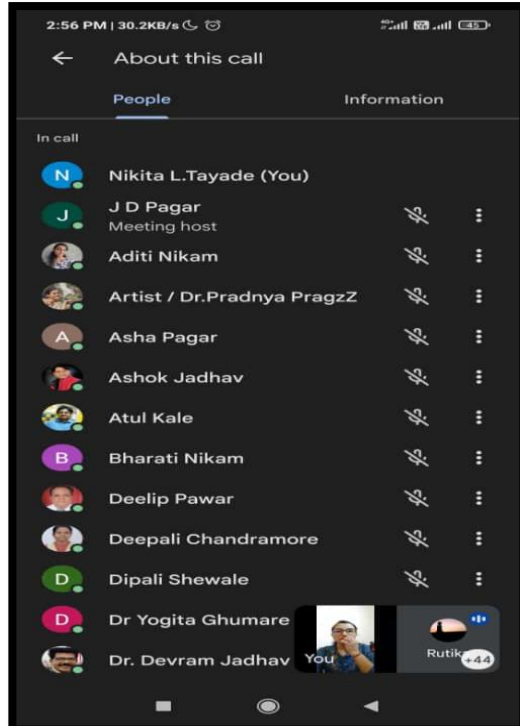 2:56 PM | 30.2KB/s 45
About this call
People Information
In call
N Nikita L.Tayade (You)
J J D Pagar
Meeting host
Aditi Nikam
Artist / Dr.Pradnya PragzZ
A Asha Pagar
Ashok Jadhav
Atul Kale
B Bharati Nikam
Deelip Pawar
Deepali Chandramore
D Dipali Shewale
D Dr Yogita Ghumare
Dr. Devram Jadhav
You
Rutik
+44